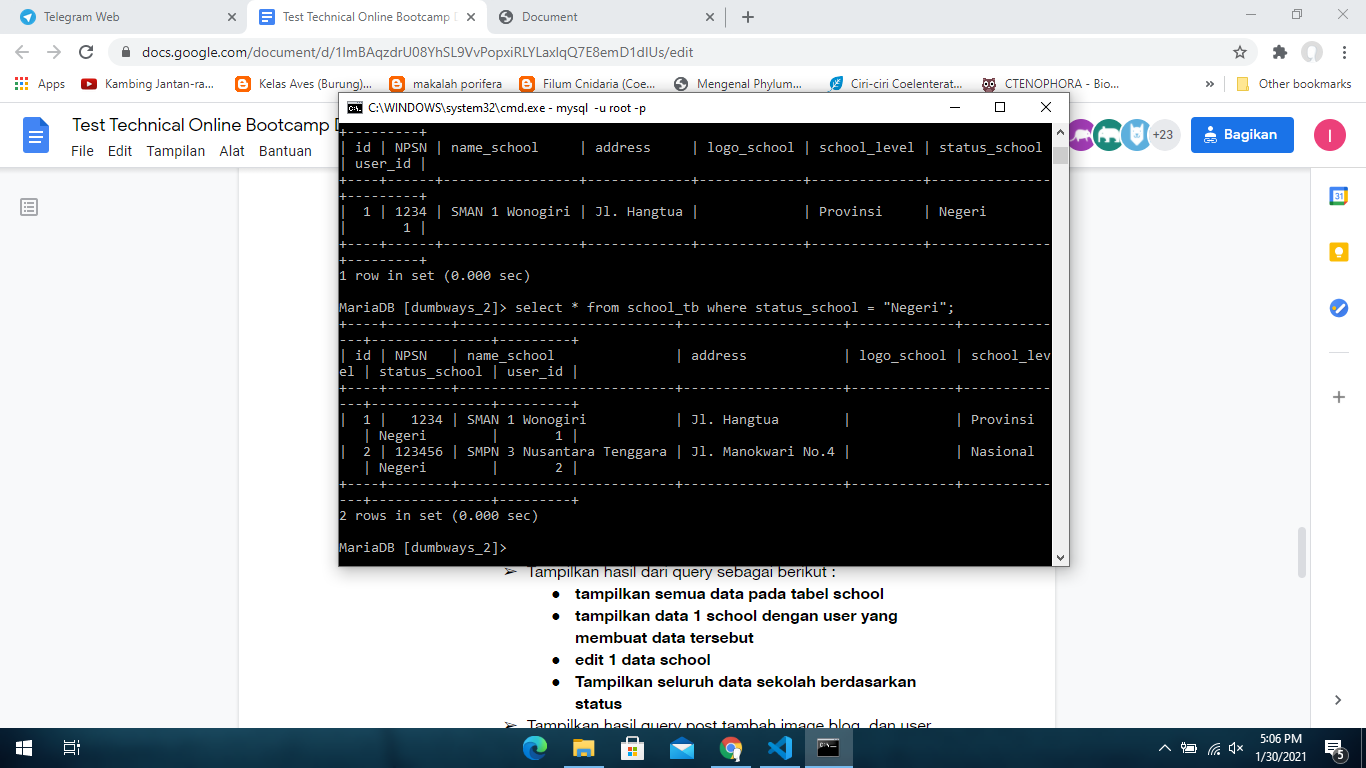 Telegram Web
Test Technical Online Bootcamp
Document
docs.google.com/document/d/1ImBAqzdrU08YhSL9VvPopxiRLYLaxIqQ7E8emD1dIUs/edit
Apps
Kambing Jantan-ra...
Kelas Aves (Burung)...
makalah porifera
Filum Cnidaria (Coe...
Mengenal Phylum...
Ciri-ciri Coelenterat...
CTENOPHORA - Bio...
»
Other bookmarks
Test Technical Online Bootcamp
File Edit Tampilan Alat Bantuan
+23
Bagikan
I
31
C:\WINDOWS\system32\cmd.exe - mysql -u root -p
+---------+
| id | NPSN | name_school     | address     | logo_school | school_level | status_school
| user_id |
+----+------+-----------------+-------------+-------------+--------------+---------------
+---------+
|  1 | 1234 | SMAN 1 Wonogiri | Jl. Hangtua |             | Provinsi     | Negeri
|       1 |
+----+------+-----------------+-------------+-------------+--------------+---------------
+---------+
1 row in set (0.000 sec)
MariaDB [dumbways_2]> select * from school_tb where status_school = "Negeri";
+----+--------+---------------------------+--------------------+-------------+-----------
---+---------------+---------+
| id | NPSN   | name_school               | address            | logo_school | school_lev
el | status_school | user_id |
+----+--------+---------------------------+--------------------+-------------+-----------
---+---------------+---------+
|  1 |   1234 | SMAN 1 Wonogiri           | Jl. Hangtua        |             | Provinsi
   | Negeri        |       1 |
|  2 | 123456 | SMPN 3 Nusantara Tenggara | Jl. Manokwari No.4 |             | Nasional
   | Negeri        |       2 |
+----+--------+---------------------------+--------------------+-------------+-----------
---+---------------+---------+
2 rows in set (0.000 sec)
MariaDB [dumbways_2]>
➢ Tampilkan hasil dari query sebagai berikut :
● tampilkan semua data pada tabel school
● tampilkan data 1 school dengan user yang
membuat data tersebut
● edit 1 data school
● Tampilkan seluruh data sekolah berdasarkan
status
➢ Tampilkan hasil query post tambah image blog, dan user
5:06 PM
1/30/2021
5